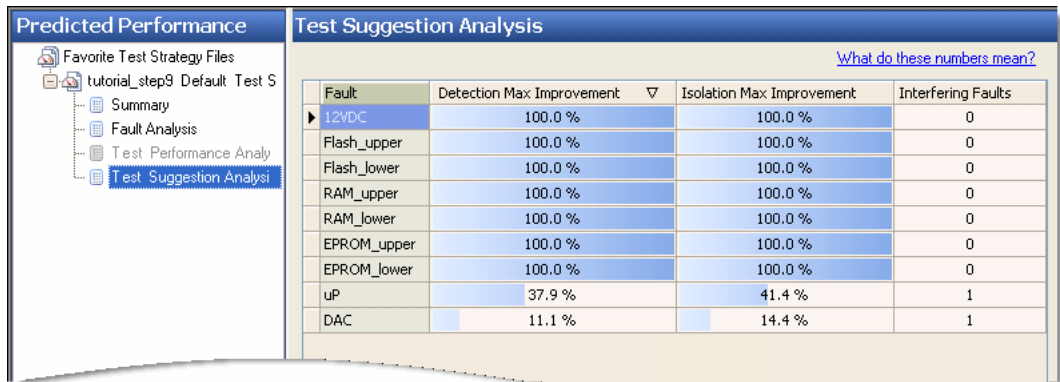 Predicted Performance
Favorite Test Strategy Files
tutorial_step9 Default Test S
Summary
Fault Analysis
Test Performance Analy
Test Suggestion Analysi
Test Suggestion Analysis
What do these numbers mean?
Fault Detection Max Improvement Isolation Max Improvement Interfering Faults
12VDC 100.0 % 100.0 % 0
Flash_upper 100.0 % 100.0 % 0
Flash_lower 100.0 % 100.0 % 0
RAM_upper 100.0 % 100.0 % 0
RAM_lower 100.0 % 100.0 % 0
EPROM_upper 100.0 % 100.0 % 0
EPROM_lower 100.0 % 100.0 % 0
uP 37.9 % 41.4 % 1
DAC 11.1 % 14.4 % 1